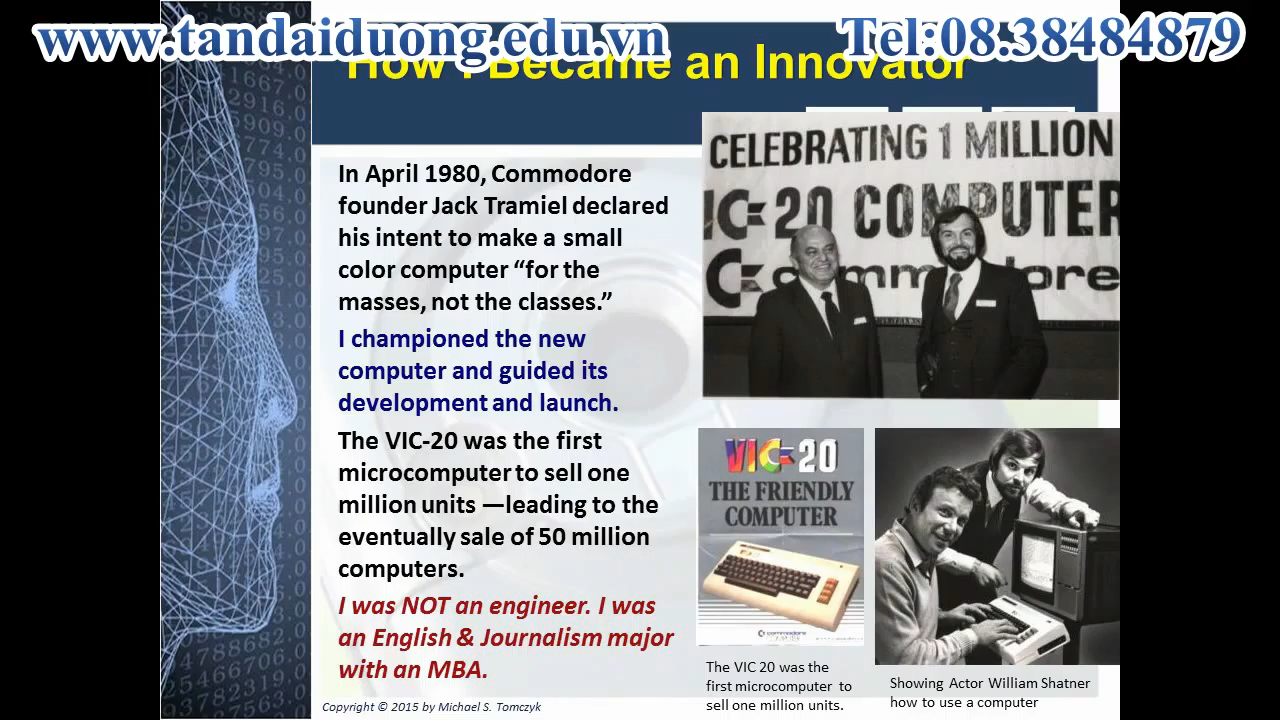 www.tandaiduong.edu.vn
Tel:08.38484879
How I Became an Innovator
In April 1980, Commodore
founder Jack Tramiel declared
his intent to make a small
color computer “for the
masses, not the classes.”
I championed the new
computer and guided its
development and launch.
The VIC-20 was the first
microcomputer to sell one
million units —leading to the
eventually sale of 50 million
computers.
I was NOT an engineer. I was
an English & Journalism major
with an MBA.
CELEBRATING 1 MILLION
IC-20 COMPUTER
commodore
VIC-20
THE FRIENDLY
COMPUTER
commodore
COMPUTER
The VIC 20 was the
first microcomputer to
sell one million units.
Showing Actor William Shatner
how to use a computer
Copyright © 2015 by Michael S. Tomczyk